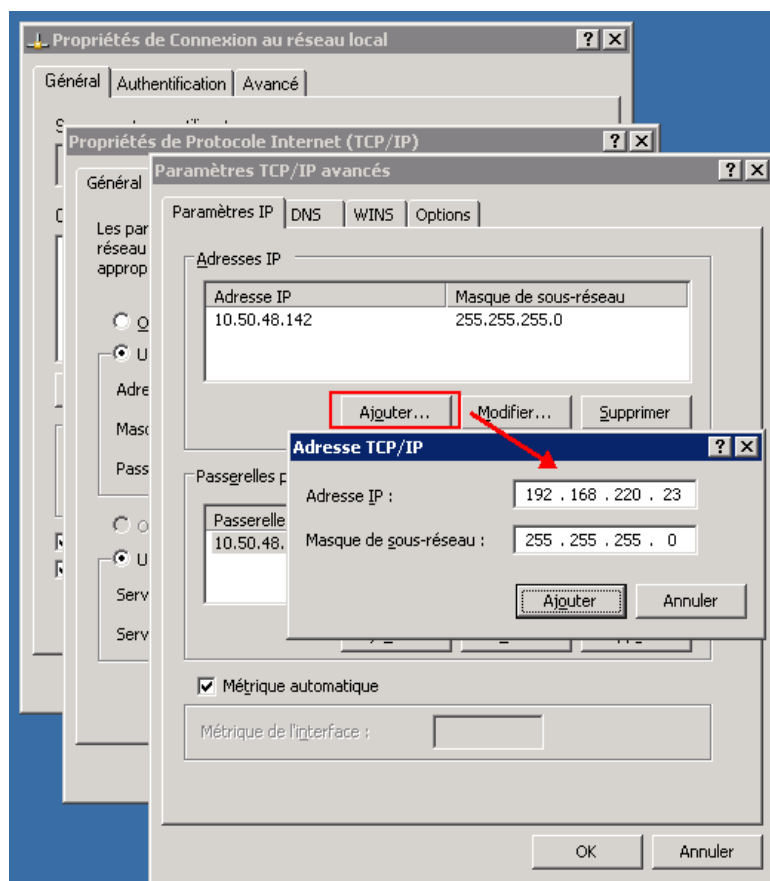 Propriétés de Connexion au réseau local
Général Authentification Avancé
Propriétés de Protocole Internet (TCP/IP)
Général
Les par
réseau
approp
Adre
Mas
Pass
Serv
Serv
Paramètres TCP/IP avancés
Paramètres IP DNS WINS Options
Adresses IP
Adresse IP Masque de sous-réseau
10.50.48.142 255.255.255.0
Ajouter... Modifier... Supprimer
Passerelles p
Passerelle
10.50.48.
Adresse TCP/IP
Adresse IP : 192 . 168 . 220 . 23
Masque de sous-réseau : 255 . 255 . 255 . 0
Ajouter Annuler
Métrique automatique
Métrique de l'interface :
OK Annuler